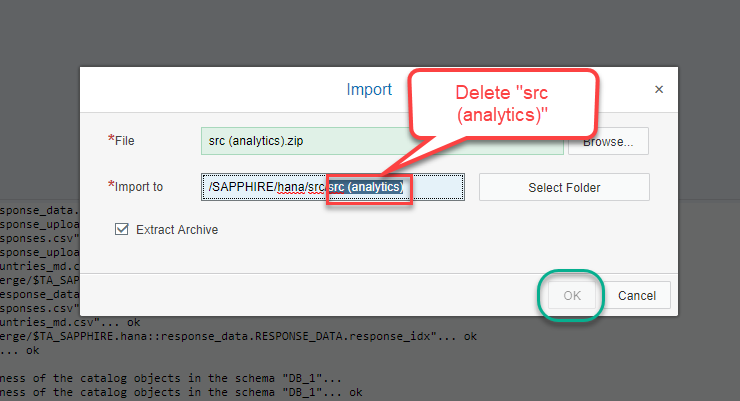 Import
×
Delete "src
(analytics)"
*File
src (analytics).zip
Browse...
*Import to
/SAPPHIRE/hana/src/src (analytics)
Select Folder
Extract Archive
OK
Cancel
sponse_data.
sponse_uploa
sponses.csv"
sponse_uploa
untries_md.c
erge/$TA_SAP
esponse_data
sponses.csv"
untries_md.csv"... ok
erge/$TA_SAPPHIRE.hana::response_data.RESPONSE_DATA.response_idx"... ok
... ok
ness of the catalog objects in the schema "DB_1"...
ness of the catalog objects in the schema "DB_1"... ok